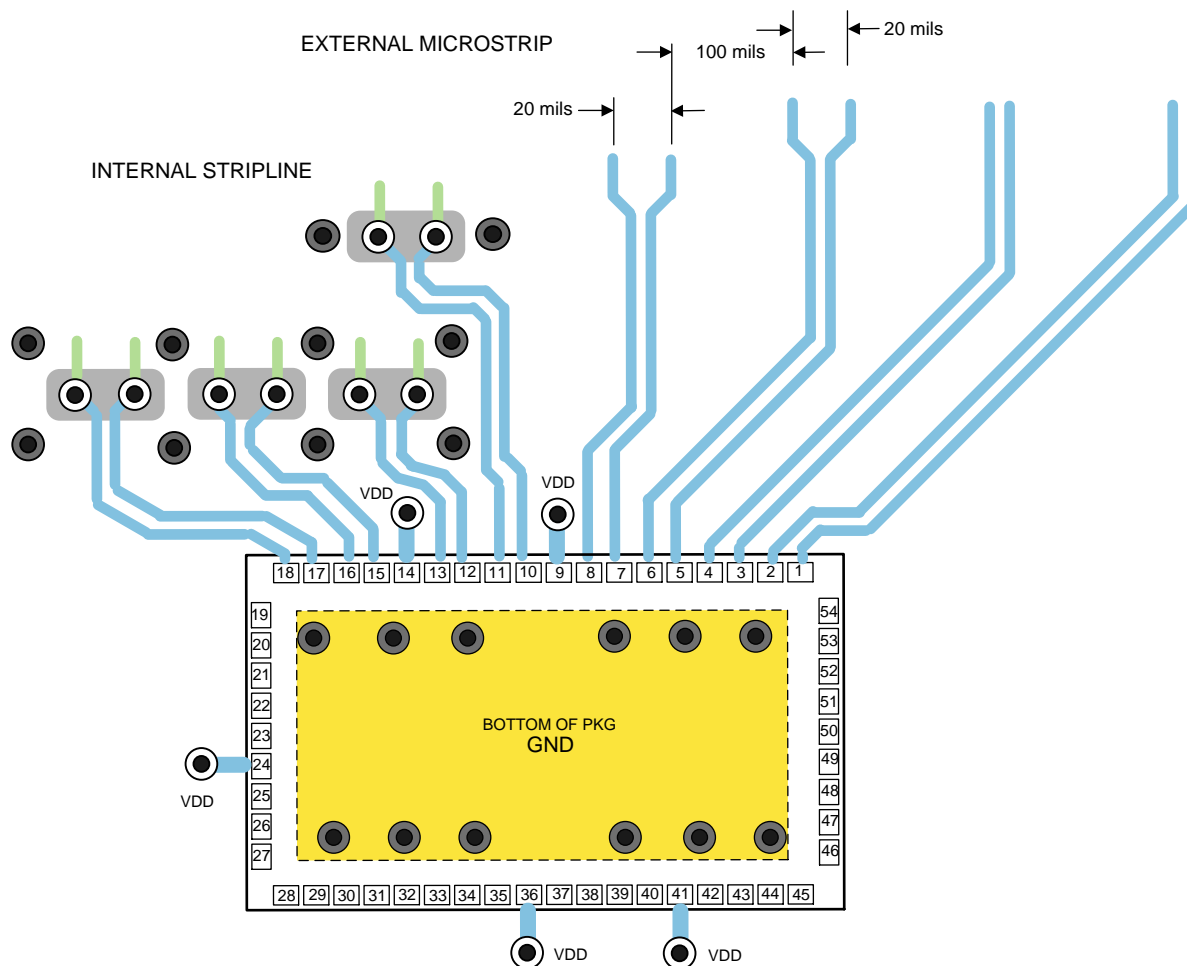 20 mils
EXTERNAL MICROSTRIP
100 mils
20 mils
INTERNAL STRIPLINE
VDD
VDD
18 17 16 15 14 13 12 11 10 9 8 7 6 5 4 3 2 1
19
20
21
22
23
24
25
26
27
54
53
52
51
50
49
48
47
46
BOTTOM OF PKG
GND
VDD
28 29 30 31 32 33 34 35 36 37 38 39 40 41 42 43 44 45
VDD
VDD